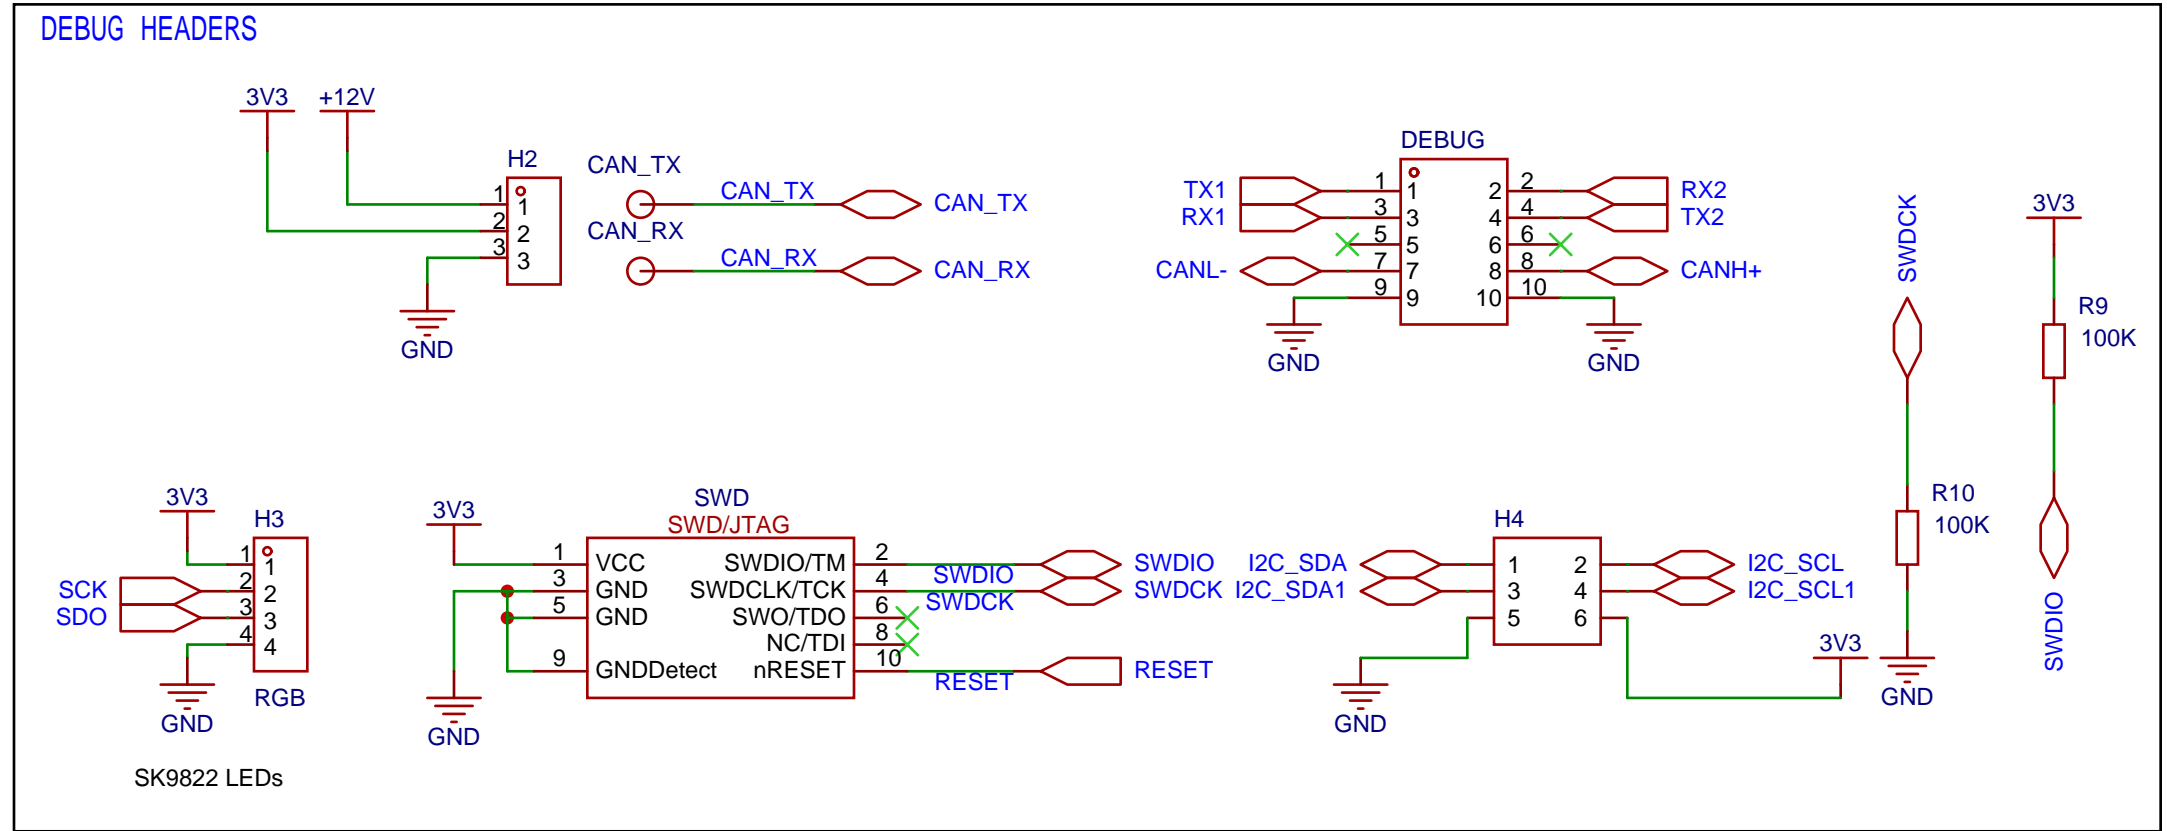 DEBUG HEADERS
3V3
+12V
H2
1
1
2
2
3
3
GND
CAN_TX
CAN_TX
CAN_TX
CAN_RX
CAN_RX
CAN_RX
DEBUG
TX1
1
1
2
2
RX2
RX1
3
3
4
4
TX2
5
5
6
6
CANL-
7
7
8
8
CANH+
9
9
10
10
GND
GND
SWDCK
R10
100K
GND
3V3
R9
100K
SWDIO
3V3
H3
1
1
SCK
2
2
SDO
3
3
4
4
GND
RGB
SK9822 LEDs
3V3
SWD
SWD/JTAG
1
VCC
SWDIO/TM
2
SWDIO
SWDIO
3
GND
SWDCLK/TCK
4
SWDCK
SWDCK
5
GND
SWO/TDO
6
NC/TDI
8
9
GNDDetect
nRESET
10
RESET
RESET
GND
H4
I2C_SDA
1
2
I2C_SCL
I2C_SDA1
3
4
I2C_SCL1
5
6
3V3
GND